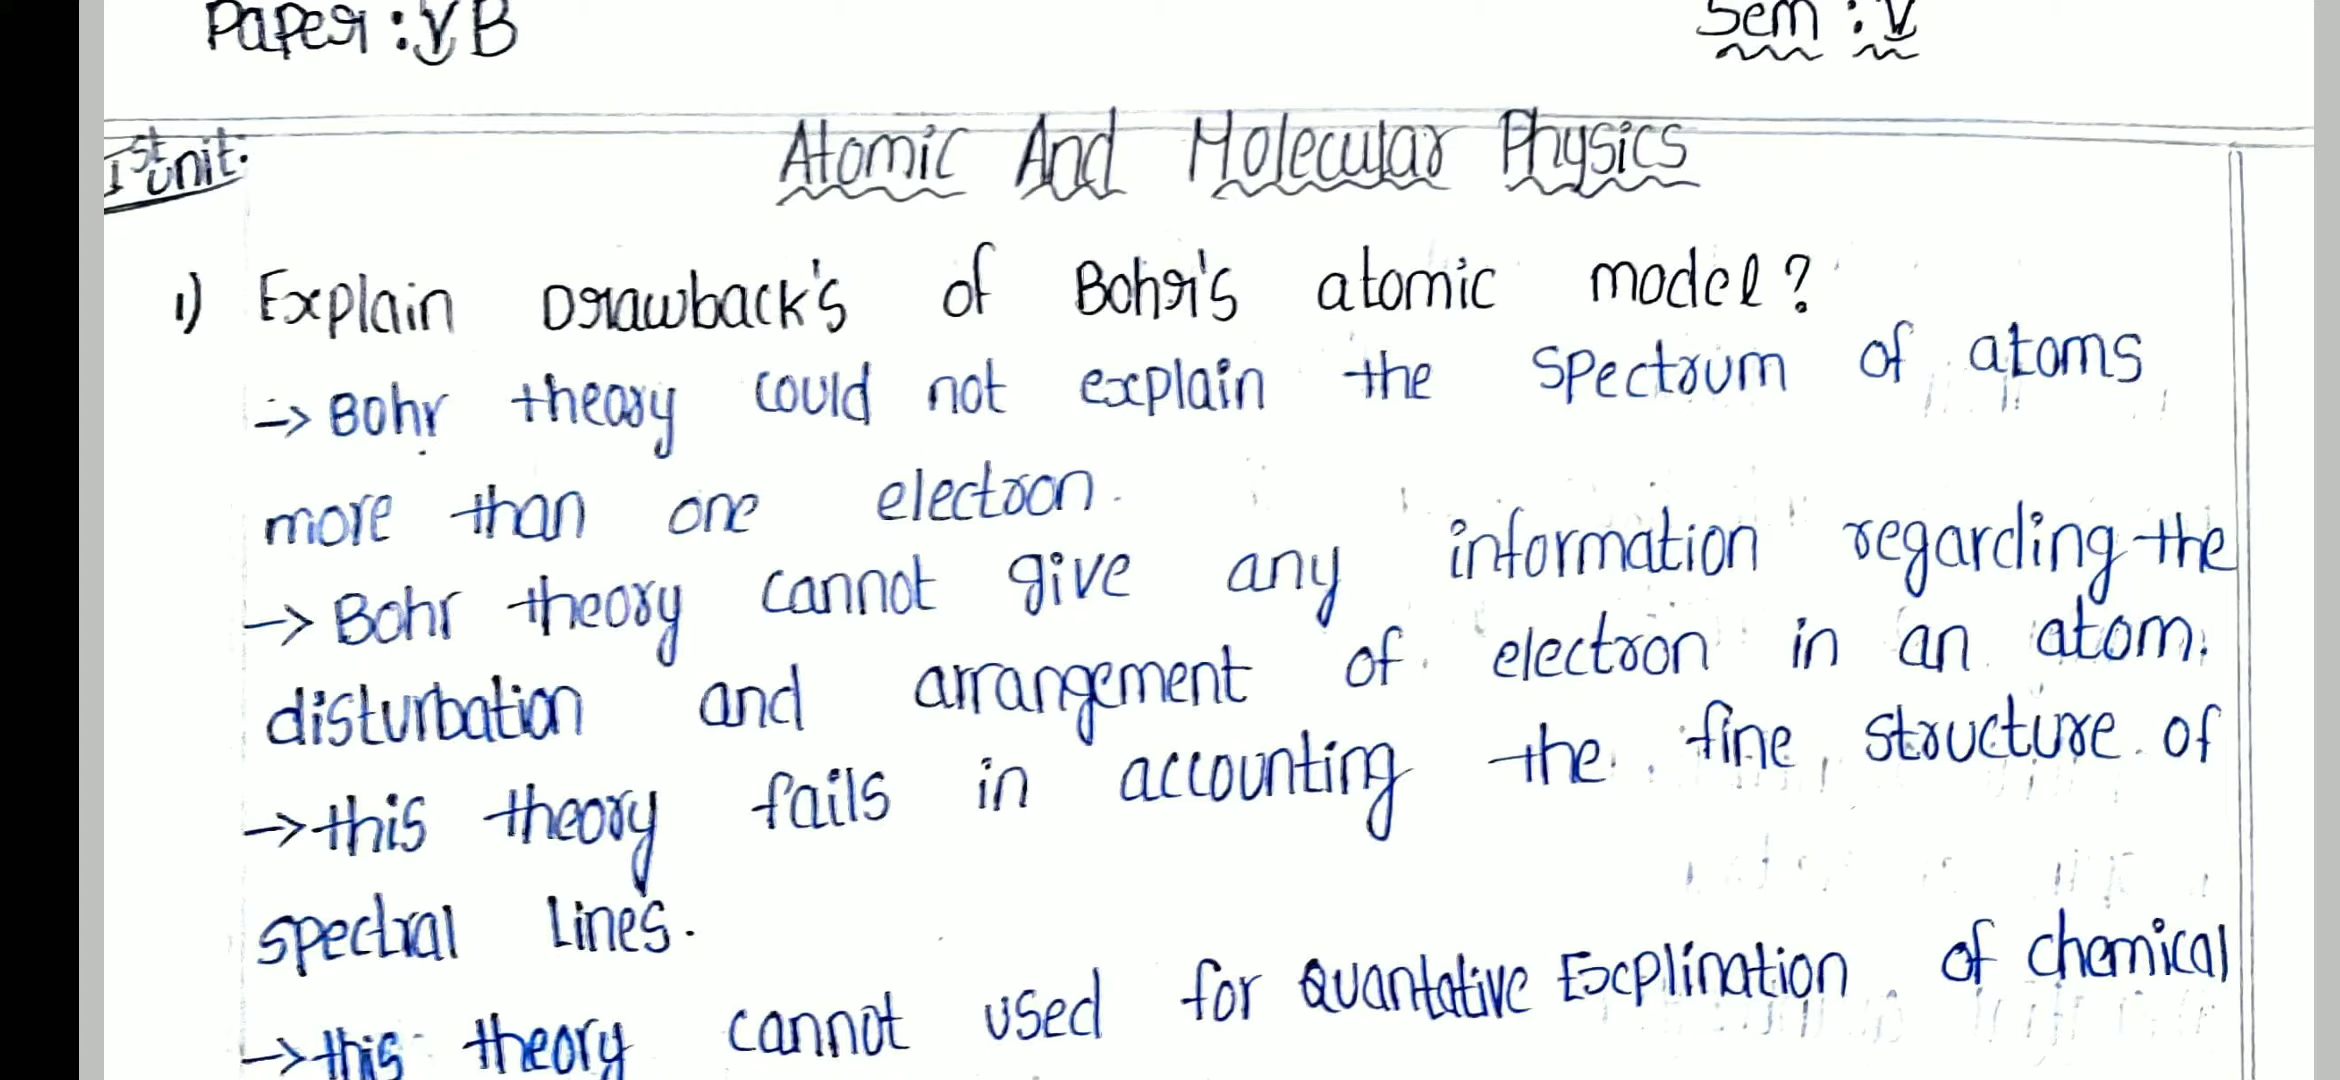 Paper : V B
Sem : V
Ist Unit.
Atomic And Molecular Physics
1) Explain Drawback's of Bohr's atomic model?
-> Bohr theory could not explain the spectrum of atoms
more than one electron.
-> Bohr theory cannot give any information regarding the
disturbation and arrangement of electron in an atom.
-> this theory fails in accounting the fine structure of
spectral Line's.
-> this theory cannot used for Quantative Explination of chemical